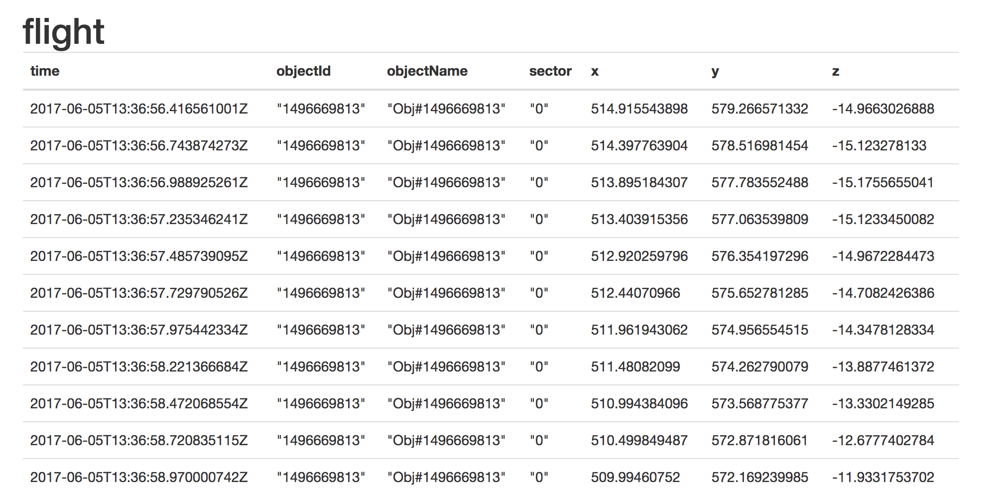 flight
time objectId objectName sector x y z
2017-06-05T13:36:56.416561001Z "1496669813" "Obj#1496669813" "0" 514.915543898 579.266571332 -14.9663026888
2017-06-05T13:36:56.743874273Z "1496669813" "Obj#1496669813" "0" 514.397763904 578.516981454 -15.123278133
2017-06-05T13:36:56.988925261Z "1496669813" "Obj#1496669813" "0" 513.895184307 577.783552488 -15.1755655041
2017-06-05T13:36:57.235346241Z "1496669813" "Obj#1496669813" "0" 513.403915356 577.063539809 -15.1233450082
2017-06-05T13:36:57.485739095Z "1496669813" "Obj#1496669813" "0" 512.920259796 576.354197296 -14.9672284473
2017-06-05T13:36:57.729790526Z "1496669813" "Obj#1496669813" "0" 512.44070966 575.652781285 -14.7082426386
2017-06-05T13:36:57.975442334Z "1496669813" "Obj#1496669813" "0" 511.961943062 574.956554515 -14.3478128334
2017-06-05T13:36:58.221366684Z "1496669813" "Obj#1496669813" "0" 511.48082099 574.262790079 -13.8877461372
2017-06-05T13:36:58.472068554Z "1496669813" "Obj#1496669813" "0" 510.994384096 573.568775377 -13.3302149285
2017-06-05T13:36:58.720835115Z "1496669813" "Obj#1496669813" "0" 510.499849487 572.871816061 -12.6777402784
2017-06-05T13:36:58.970000742Z "1496669813" "Obj#1496669813" "0" 509.99460752 572.169239985 -11.9331753702